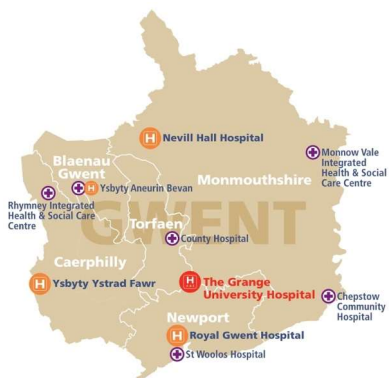 H Nevill Hall Hospital
Monnow Vale
Integrated
Health & Social
Care Centre
Blaenau
Gwent
H Ysbyty Aneurin Bevan
Monmouthshire
Rhymney Integrated
Health & Social Care
Centre
GWENT
Torfaen
County Hospital
Caerphilly
H Ysbyty Ystrad Fawr
H The Grange
University Hospital
Chepstow
Community
Hospital
Newport
H Royal Gwent Hospital
St Woolos Hospital